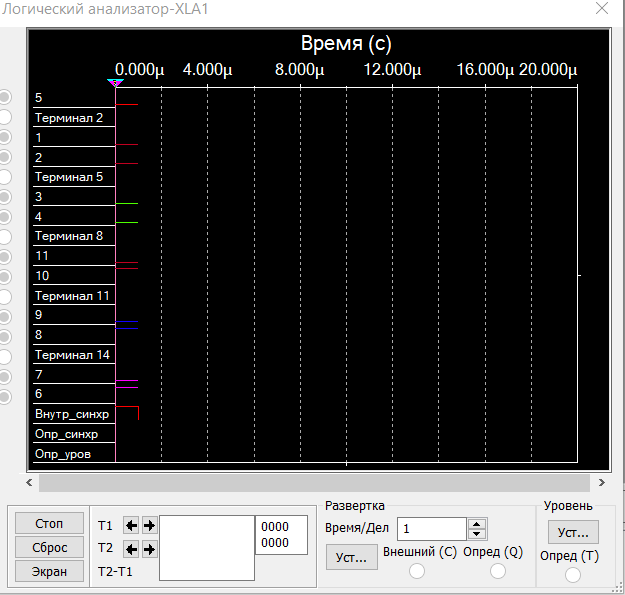 Логический анализатор-XLA1
Время (с)
0.000µ 4.000µ 8.000µ 12.000µ 16.000µ 20.000µ
5
Терминал 2
1
2
Терминал 5
3
4
Терминал 8
11
10
Терминал 11
9
8
Терминал 14
7
6
Внутр_синхр
Опр_синхр
Опр_уров
Стоп
Сброс
Экран
T1
T2
T2-T1
0000
0000
Развертка
Время/Дел 1
Уст... Внешний (C) Опред (Q)
Уровень
Уст...
Опред (T)